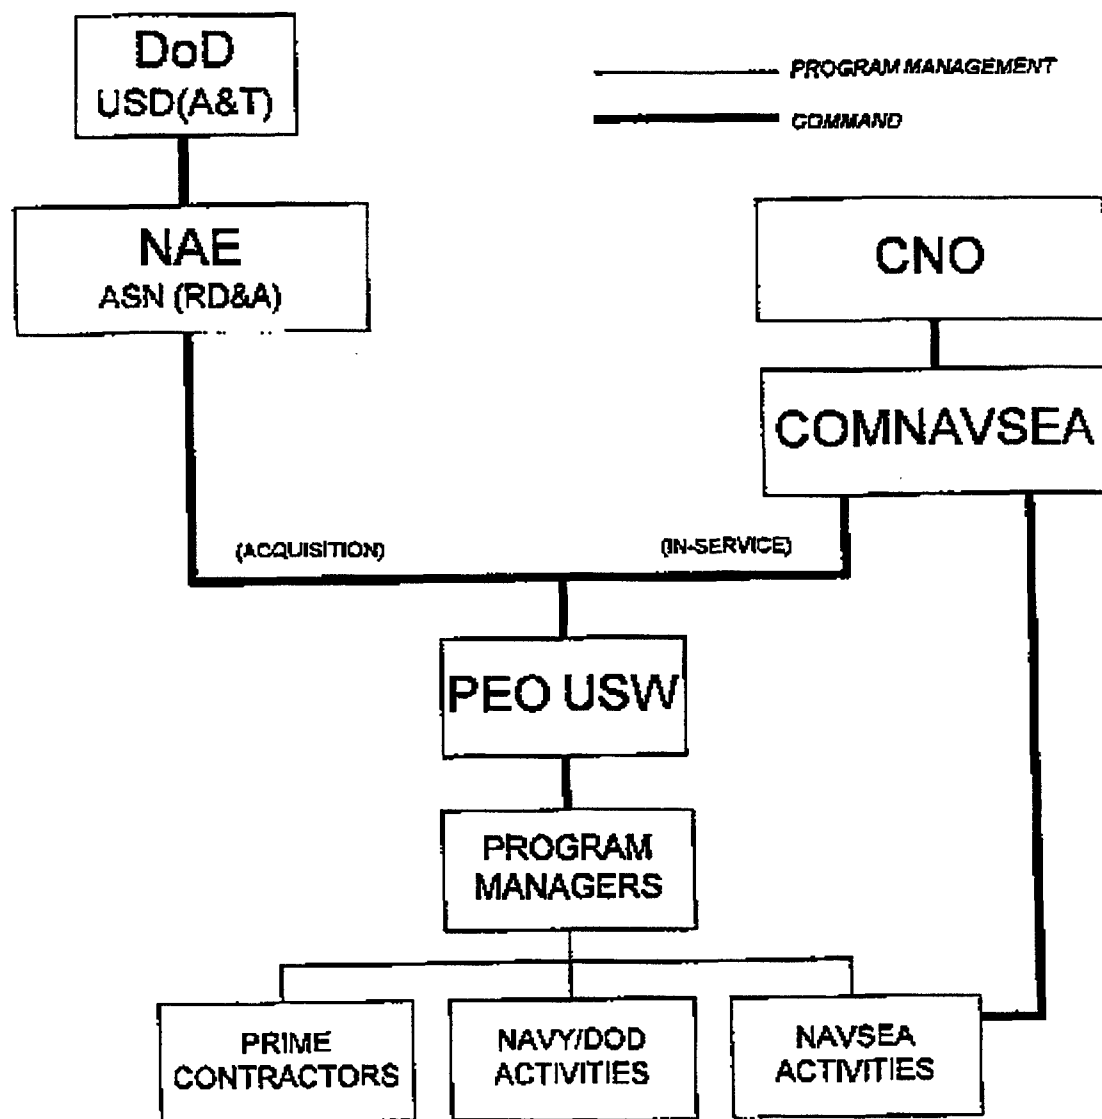 DoD
USD(A&T)
PROGRAM MANAGEMENT
COMMAND
NAE
ASN (RD&A)
CNO
COMNAVSEA
(ACQUISITION)
(IN-SERVICE)
PEO USW
PROGRAM
MANAGERS
PRIME
CONTRACTORS
NAVY/DOD
ACTIVITIES
NAVSEA
ACTIVITIES